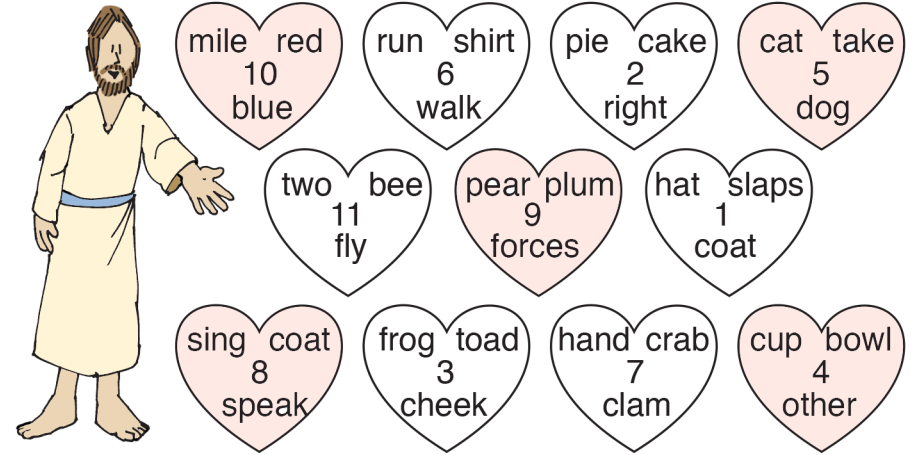 mile red
10
blue
run shirt
6
walk
pie cake
2
right
cat take
5
dog
two bee
11
fly
pear plum
9
forces
hat slaps
1
coat
sing coat
8
speak
frog toad
3
cheek
hand crab
7
clam
cup bowl
4
other